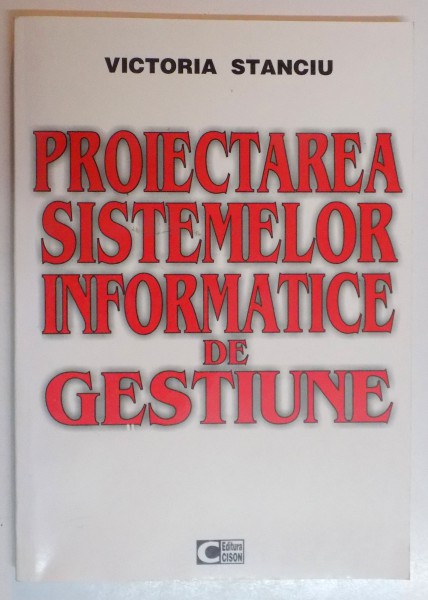 VICTORIA STANCIU
PROIECTAREA
SISTEMELOR
INFORMATICE
DE
GESTIUNE
C Editura
CISON